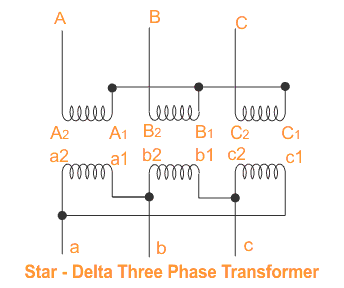 A B C
A2 A1 B2 B1 C2 C1
a2 a1 b2 b1 c2 c1
a b c
Star - Delta Three Phase Transformer